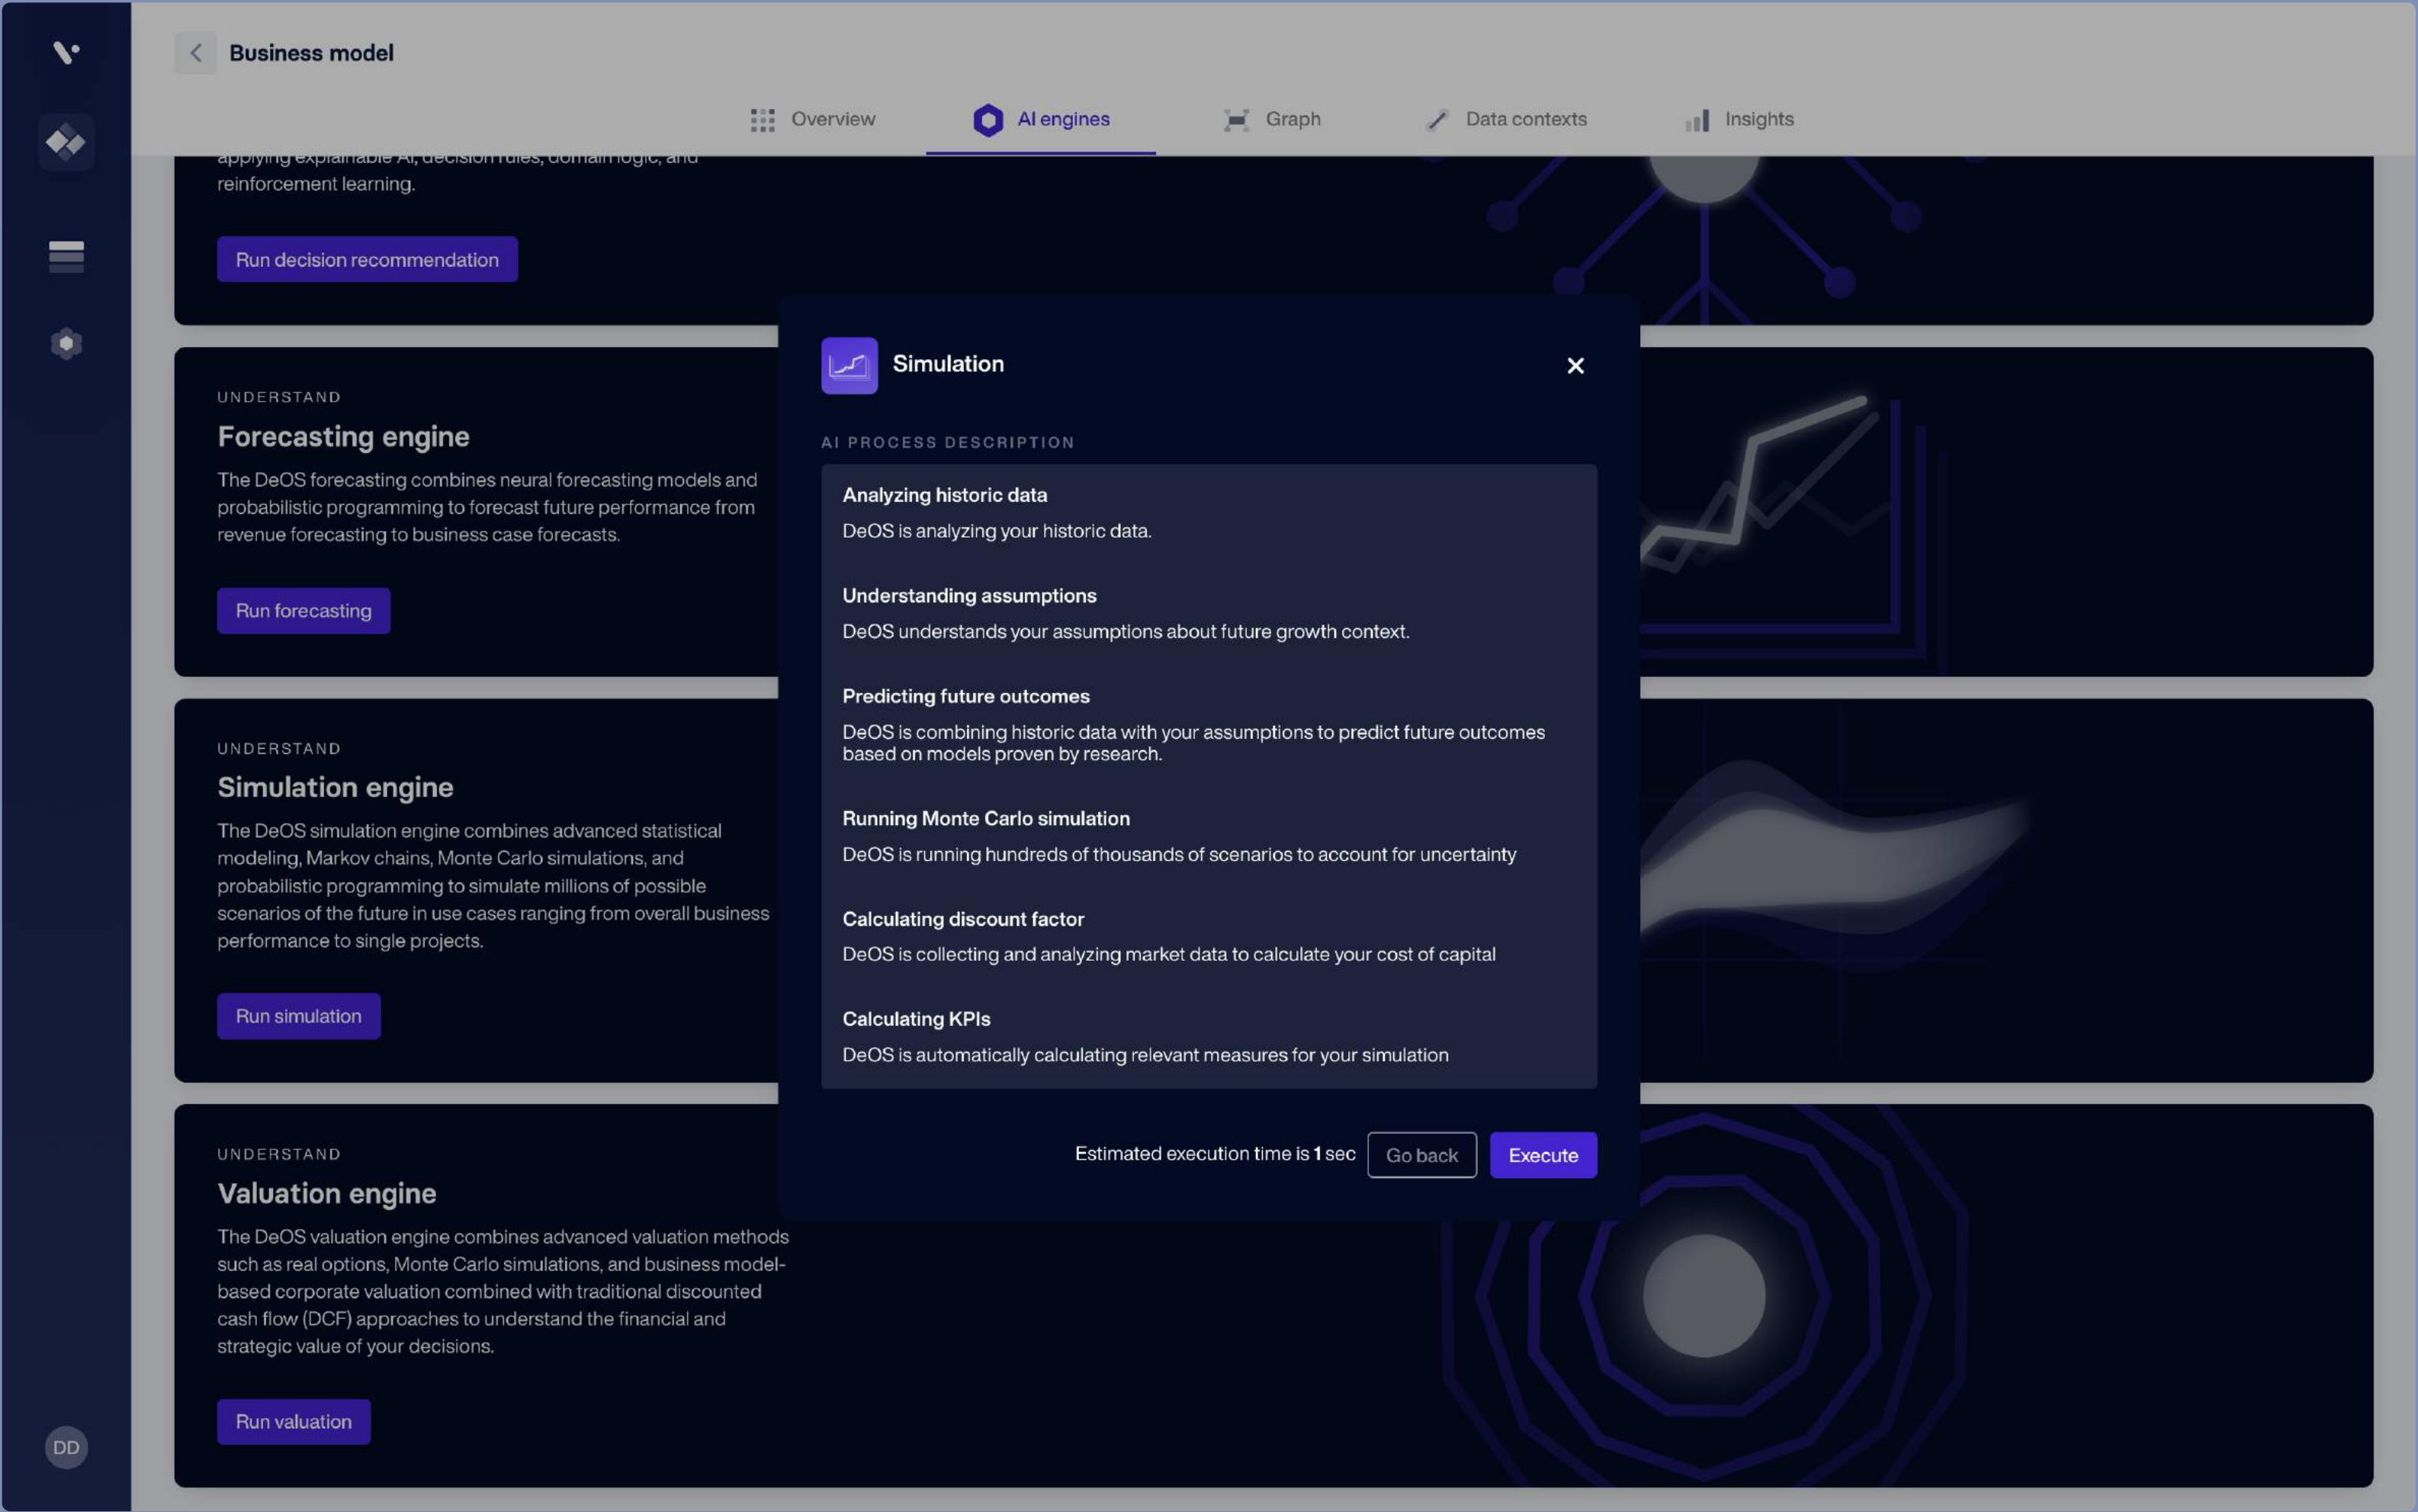 Business model
Overview
AI engines
Graph
Data contexts
Insights
applying explainable AI, decision rules, domain logic, and
reinforcement learning.
Run decision recommendation
UNDERSTAND
Forecasting engine
The DeOS forecasting combines neural forecasting models and
probabilistic programming to forecast future performance from
revenue forecasting to business case forecasts.
Run forecasting
UNDERSTAND
Simulation engine
The DeOS simulation engine combines advanced statistical
modeling, Markov chains, Monte Carlo simulations, and
probabilistic programming to simulate millions of possible
scenarios of the future in use cases ranging from overall business
performance to single projects.
Run simulation
UNDERSTAND
Valuation engine
The DeOS valuation engine combines advanced valuation methods
such as real options, Monte Carlo simulations, and business model-
based corporate valuation combined with traditional discounted
cash flow (DCF) approaches to understand the financial and
strategic value of your decisions.
Run valuation
DD
Simulation
AI PROCESS DESCRIPTION
Analyzing historic data
DeOS is analyzing your historic data.
Understanding assumptions
DeOS understands your assumptions about future growth context.
Predicting future outcomes
DeOS is combining historic data with your assumptions to predict future outcomes
based on models proven by research.
Running Monte Carlo simulation
DeOS is running hundreds of thousands of scenarios to account for uncertainty
Calculating discount factor
DeOS is collecting and analyzing market data to calculate your cost of capital
Calculating KPIs
DeOS is automatically calculating relevant measures for your simulation
Estimated execution time is 1 sec
Go back
Execute